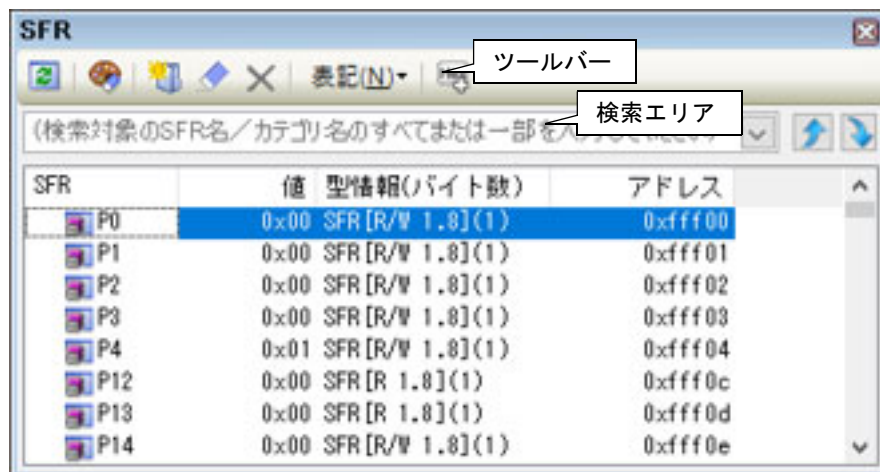 SFR
表記(N)
ツールバー
(検索対象のSFR名/カテゴリ名のすべてまたは一部を入
検索エリア
SFR 値 型情報(バイト数) アドレス
P0 0x00 SFR[R/W 1.8](1) 0xfff00
P1 0x00 SFR[R/W 1.8](1) 0xfff01
P2 0x00 SFR[R/W 1.8](1) 0xfff02
P3 0x00 SFR[R/W 1.8](1) 0xfff03
P4 0x01 SFR[R/W 1.8](1) 0xfff04
P12 0x00 SFR[R 1.8](1) 0xfff0c
P13 0x00 SFR[R 1.8](1) 0xfff0d
P14 0x00 SFR[R/W 1.8](1) 0xfff0e